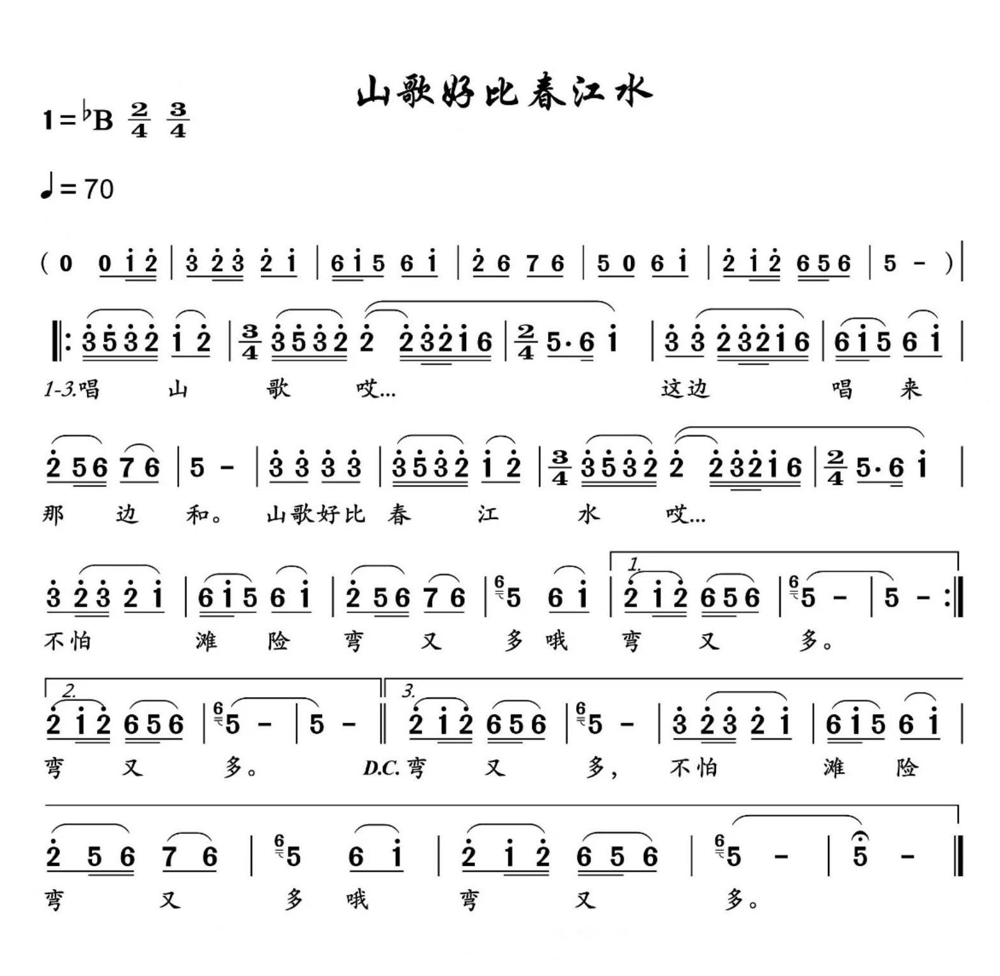 山歌好比春江水
1=♭B 2/4 3/4
♩=70
( 0 0 1̇ 2̇ | 3̇ 2̇ 3̇ 2̇ 1̇ | 6 1̇ 5 6 1̇ | 2̇ 6 7 6 | 5 0 6 1̇ | 2̇ 1̇ 2̇ 6 5 6 | 5 – ) |
‖: 3̇ 5̇ 3̇ 2̇ 1̇ 2̇ | 3/4 3̇ 5̇ 3̇ 2̇ 2̇ 2̇ 3̇ 2̇ 1̇ 6 | 2/4 5· 6 1̇ | 3̇ 3̇ 2̇ 3̇ 2̇ 1̇ 6 | 6 1̇ 5 6 1̇ |
1-3.唱 山 歌 哎... 这边 唱 来
2̇ 5 6 7 6 | 5 – | 3̇ 3̇ 3̇ 3̇ | 3̇ 5̇ 3̇ 2̇ 1̇ 2̇ | 3/4 3̇ 5̇ 3̇ 2̇ 2̇ 2̇ 3̇ 2̇ 1̇ 6 | 2/4 5· 6 1̇ |
那 边 和。 山歌好比 春 江 水 哎...
1.
3̇ 2̇ 3̇ 2̇ 1̇ | 6 1̇ 5 6 1̇ | 2̇ 5 6 7 6 | 6 5 6 1̇ | 2̇ 1̇ 2̇ 6 5 6 | 6 5 – | 5 – :‖
不怕 滩 险 弯 又 多 哦 弯 又 多。
2. 3.
2̇ 1̇ 2̇ 6 5 6 | 6 5 – | 5 – ‖ 2̇ 1̇ 2̇ 6 5 6 | 6 5 – | 3̇ 2̇ 3̇ 2̇ 1̇ | 6 1̇ 5 6 1̇ |
弯 又 多。 D.C. 弯 又 多， 不怕 滩 险
2̇ 5 6 7 6 | 6 5 6 1̇ | 2̇ 1̇ 2̇ 6 5 6 | 6 5 – | 5 – ‖
弯 又 多 哦 弯 又 多。